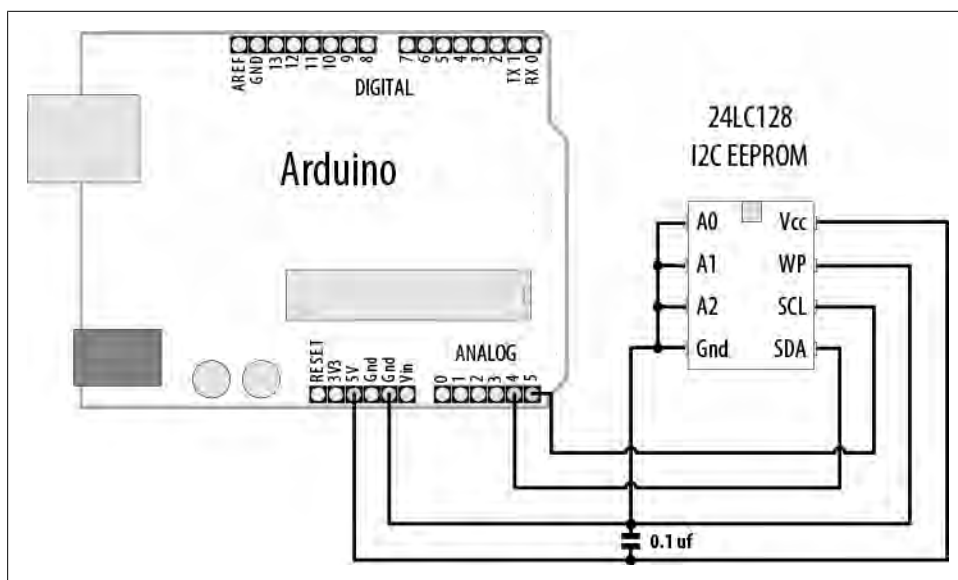 AREF
GND
13
12
11
10
9
8
7
6
5
4
3
2
TX 1
RX 0
DIGITAL
Arduino
24LC128
I2C EEPROM
A0 Vcc
A1 WP
A2 SCL
Gnd SDA
ANALOG
RESET
3V3
5V
Gnd
Gnd
Vin
0
1
2
3
4
5
0.1 uf